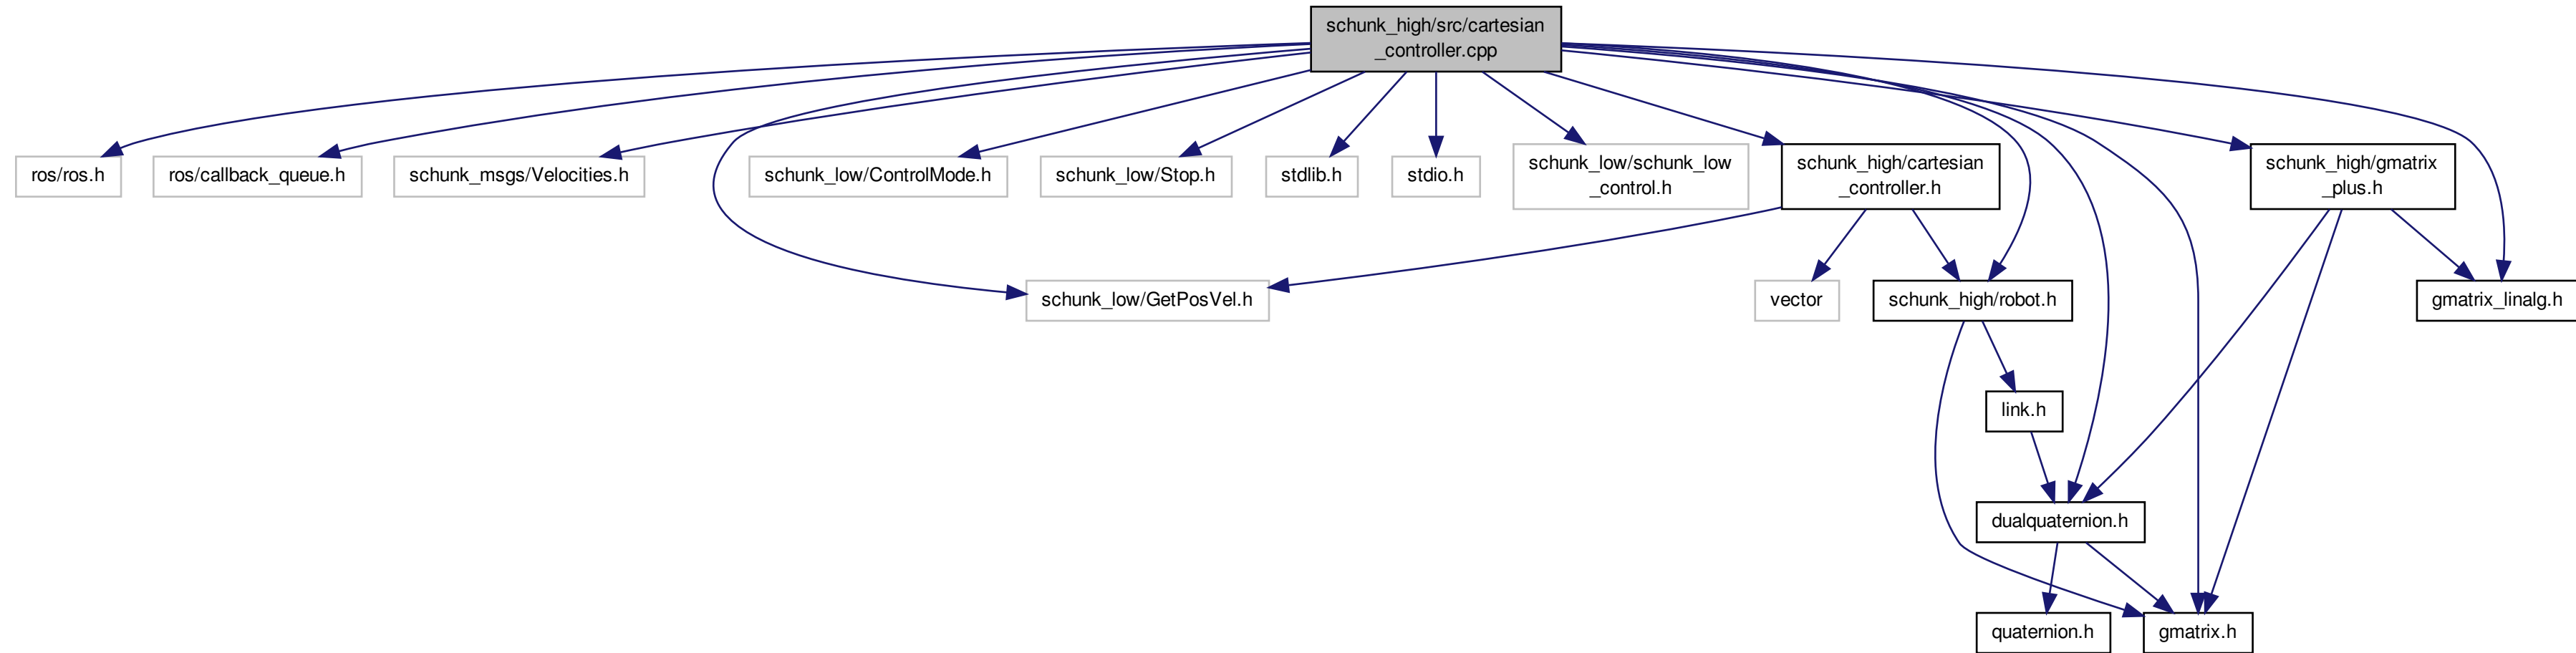 schunk_high/src/cartesian
_controller.cpp
ros/ros.h
ros/callback_queue.h
schunk_msgs/Velocities.h
schunk_low/ControlMode.h
schunk_low/Stop.h
stdlib.h
stdio.h
schunk_low/schunk_low
_control.h
schunk_high/cartesian
_controller.h
schunk_high/gmatrix
_plus.h
schunk_low/GetPosVel.h
vector
schunk_high/robot.h
gmatrix_linalg.h
link.h
dualquaternion.h
quaternion.h
gmatrix.h